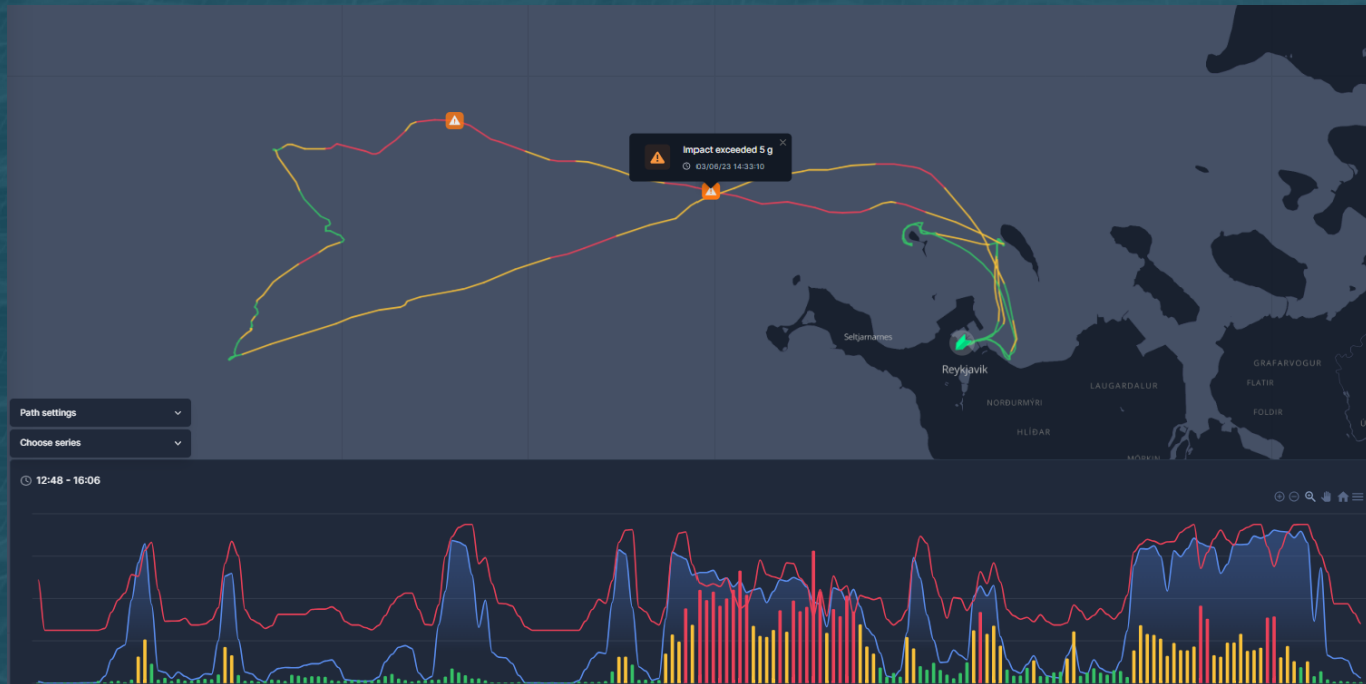 Impact exceeded 5 g
03/06/23 14:33:10
Seltjarnarnes
Reykjavik
GRAFARVOGUR
LAUGARDALUR
FLATIR
NORÐURMÝRI
FOLDIR
HLÍÐAR
Path settings
Choose series
MÖRKIN
12:48 - 16:06